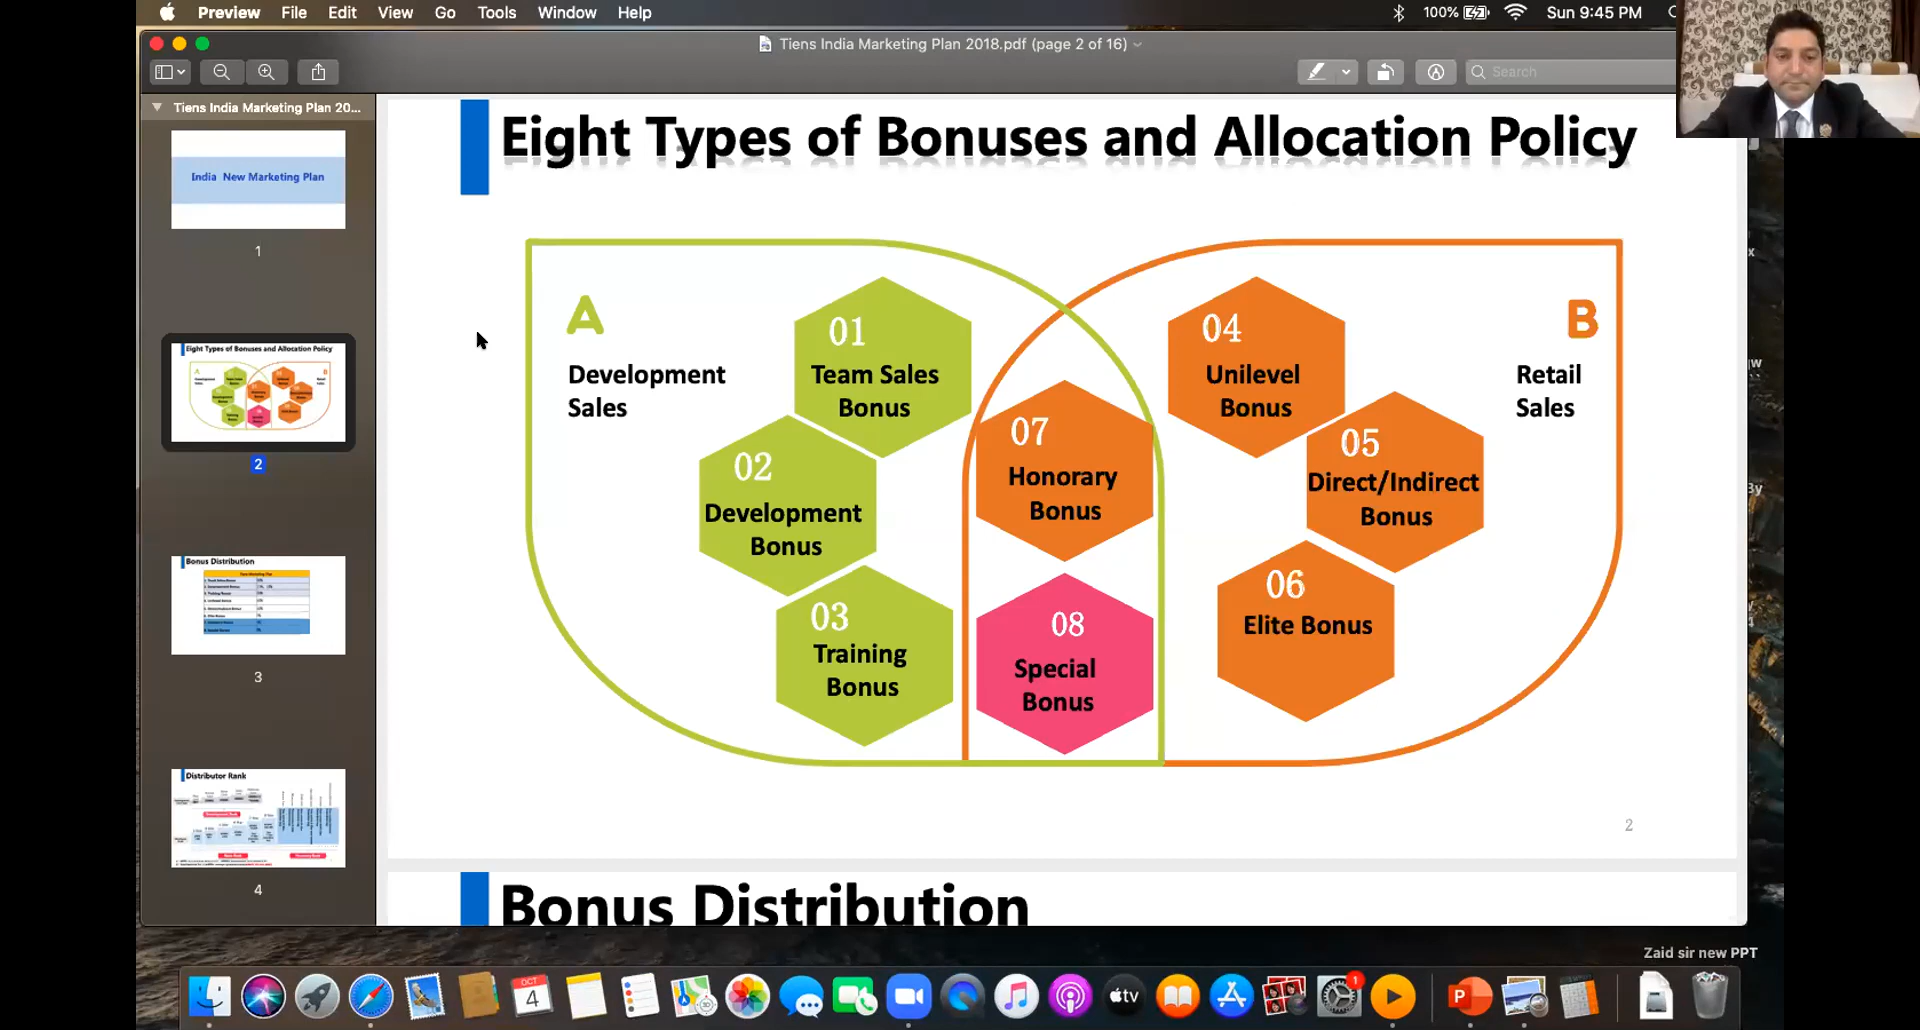 Preview File Edit View Go Tools Window Help
100% Sun 9:45 PM
Tiens India Marketing Plan 2018.pdf (page 2 of 16)
Search
Tiens India Marketing Plan 20...
India New Marketing Plan
1
Eight Types of Bonuses and Allocation Policy
2
Bonus Distribution
3
Distributor Rank
4
Eight Types of Bonuses and Allocation Policy
A
Development
Sales
01
Team Sales
Bonus
02
Development
Bonus
03
Training
Bonus
07
Honorary
Bonus
08
Special
Bonus
04
Unilevel
Bonus
05
Direct/Indirect
Bonus
06
Elite Bonus
B
Retail
Sales
2
Bonus Distribution
Zaid sir new PPT
OCT
4
tv
1
P